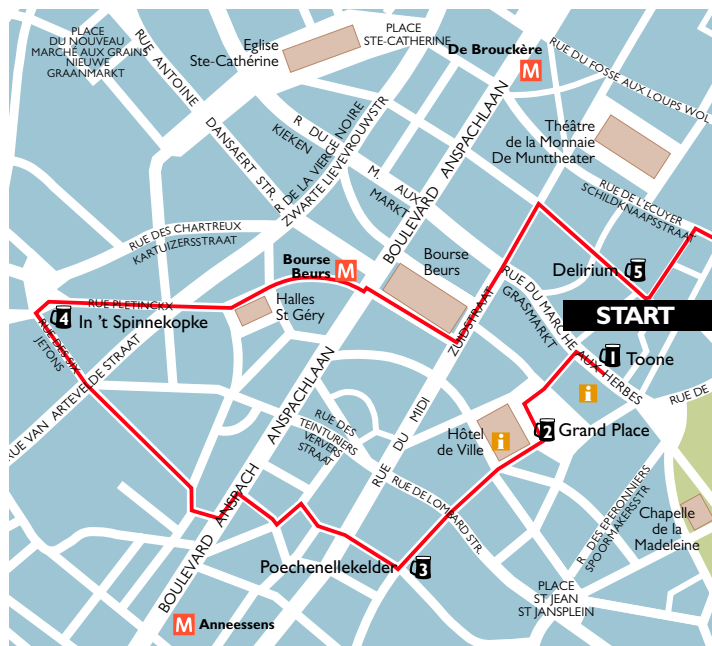 PLACE
DU NOUVEAU
MARCHÉ AUX GRAINS
NIEUWE
GRAANMARKT
RUE ANTOINE
DANSAERT STR.
Eglise
Ste-Cathérine
PLACE
STE-CATHERINE
De Brouckère
M
RUE DU FOSSE AUX LOUPS WOL
Théâtre
de la Monnaie
De Munttheater
RUE DE L'ECUYER
SCHILDKNAAPSSTRAAT
R DU
KIEKEN
M. AUX
MARKT
R DE LA VIERGE NOIRE
ZWARTE LIEVEVROUWSTR
BOULEVARD ANSPACHLAAN
RUE DES CHARTREUX
KARTUIZERSSTRAAT
Bourse
Beurs
M
Bourse
Beurs
Delirium
5
START
RUE DU MARCHE AUX HERBES
GRASMARKT
ZUIDSTRAAT
RUE PLETINCKX
4
In 't Spinnekopke
Halles
St Géry
1
Toone
RUE DES SIX
JETONS
RUE VAN ARTEVELDE STRAAT
i
RUE DE
RUE DES
TEINTURIERS
VERVERS
STRAAT
RUE DU MIDI
Hôtel
de Ville
i
2
Grand Place
RUE DE LOMBARD STR.
R. DES EPERONNIERS
SPOORMAKERSSTR
Chapelle
de la
Madeleine
BOULEVARD ANSPACH ANSPACHLAAN
Poechenellekelder
3
PLACE
ST JEAN
ST JANSPLEIN
M
Anneessens